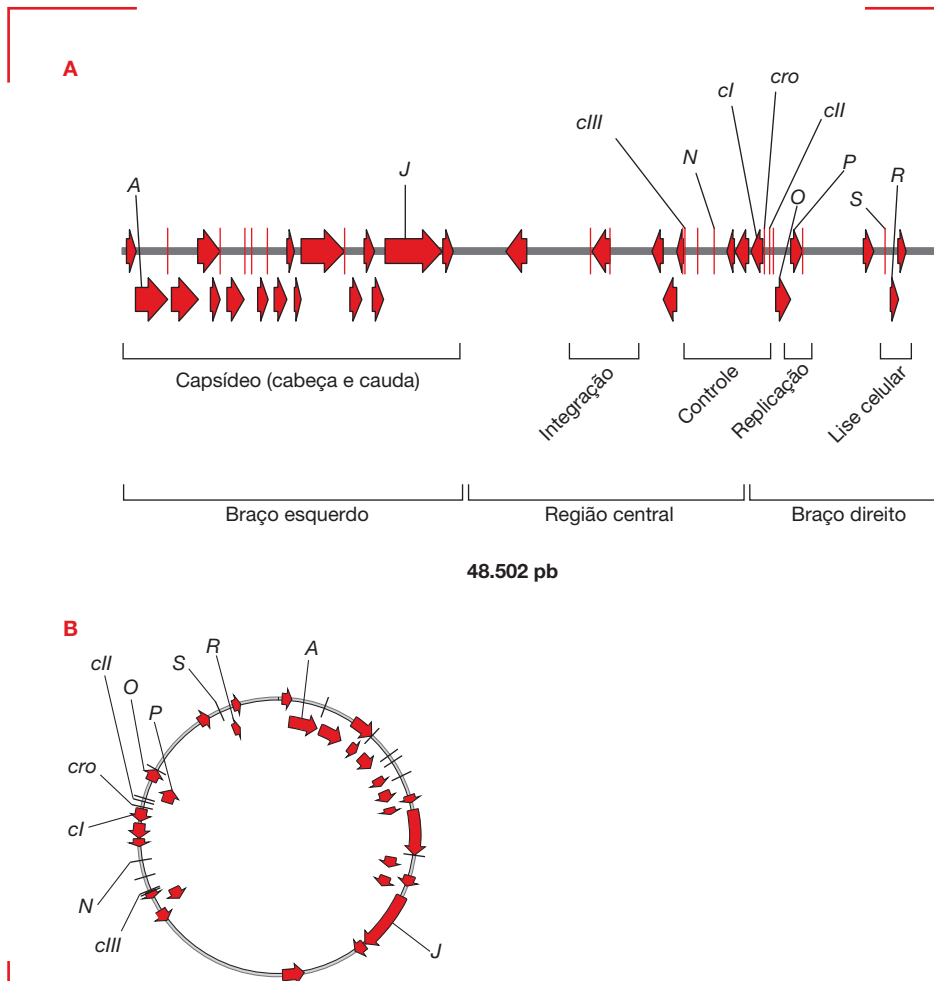 A
cro
cI
cII
cIII
N
P
J
R
A
S
O
Capsídeo (cabeça e cauda)
Integração
Controle
Replicação
Lise celular
Braço esquerdo
Região central
Braço direito
48.502 pb
B
R
A
S
cII
O
P
cro
cI
N
cIII
J